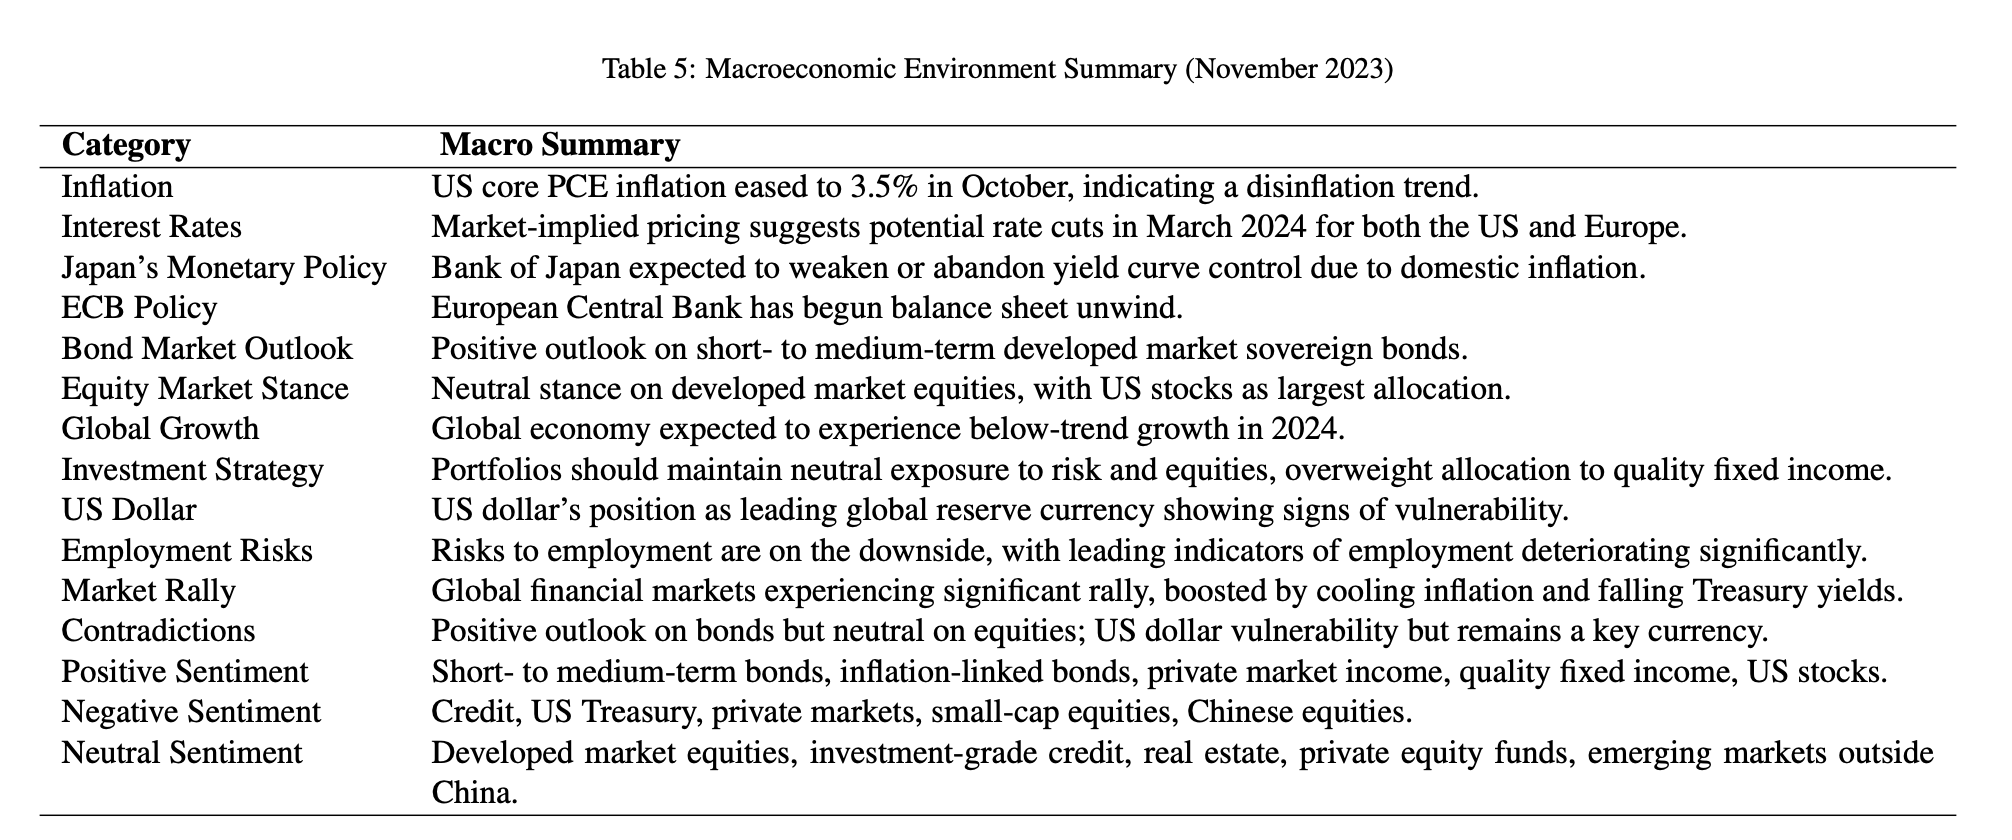 Table 5: Macroeconomic Environment Summary (November 2023)
Category Macro Summary
Inflation US core PCE inflation eased to 3.5% in October, indicating a disinflation trend.
Interest Rates Market-implied pricing suggests potential rate cuts in March 2024 for both the US and Europe.
Japan’s Monetary Policy Bank of Japan expected to weaken or abandon yield curve control due to domestic inflation.
ECB Policy European Central Bank has begun balance sheet unwind.
Bond Market Outlook Positive outlook on short- to medium-term developed market sovereign bonds.
Equity Market Stance Neutral stance on developed market equities, with US stocks as largest allocation.
Global Growth Global economy expected to experience below-trend growth in 2024.
Investment Strategy Portfolios should maintain neutral exposure to risk and equities, overweight allocation to quality fixed income.
US Dollar US dollar’s position as leading global reserve currency showing signs of vulnerability.
Employment Risks Risks to employment are on the downside, with leading indicators of employment deteriorating significantly.
Market Rally Global financial markets experiencing significant rally, boosted by cooling inflation and falling Treasury yields.
Contradictions Positive outlook on bonds but neutral on equities; US dollar vulnerability but remains a key currency.
Positive Sentiment Short- to medium-term bonds, inflation-linked bonds, private market income, quality fixed income, US stocks.
Negative Sentiment Credit, US Treasury, private markets, small-cap equities, Chinese equities.
Neutral Sentiment Developed market equities, investment-grade credit, real estate, private equity funds, emerging markets outside
China.